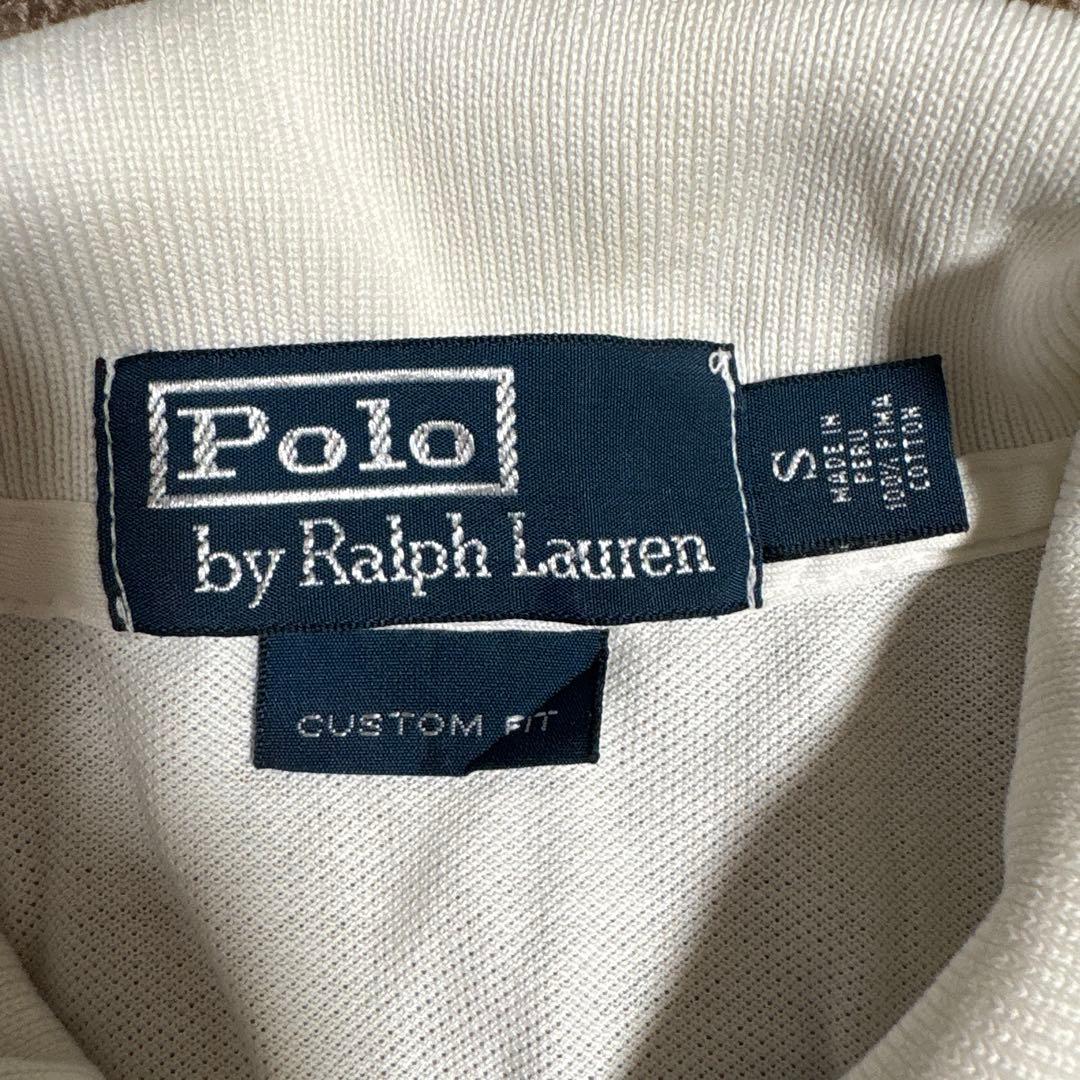 Polo
by Ralph Lauren
S
MADE IN
PERU
100% PIMA
COTTON
CUSTOM FIT